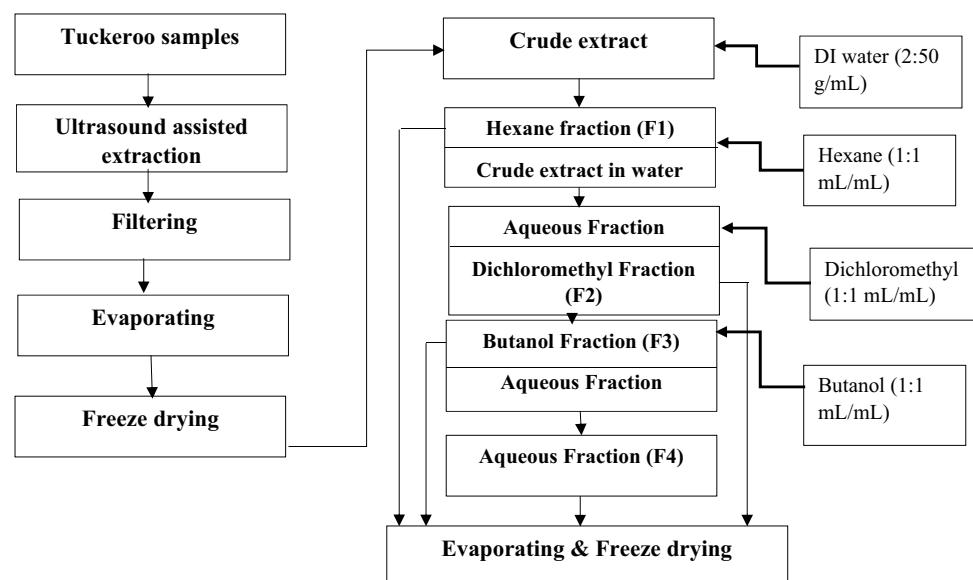 Tuckeroo samples
Ultrasound assisted
extraction
Filtering
Evaporating
Freeze drying
Crude extract
DI water (2:50
g/mL)
Hexane fraction (F1)
Crude extract in water
Hexane (1:1
mL/mL)
Aqueous Fraction
Dichloromethyl Fraction
(F2)
Dichloromethyl
(1:1 mL/mL)
Butanol Fraction (F3)
Aqueous Fraction
Butanol (1:1
mL/mL)
Aqueous Fraction (F4)
Evaporating & Freeze drying